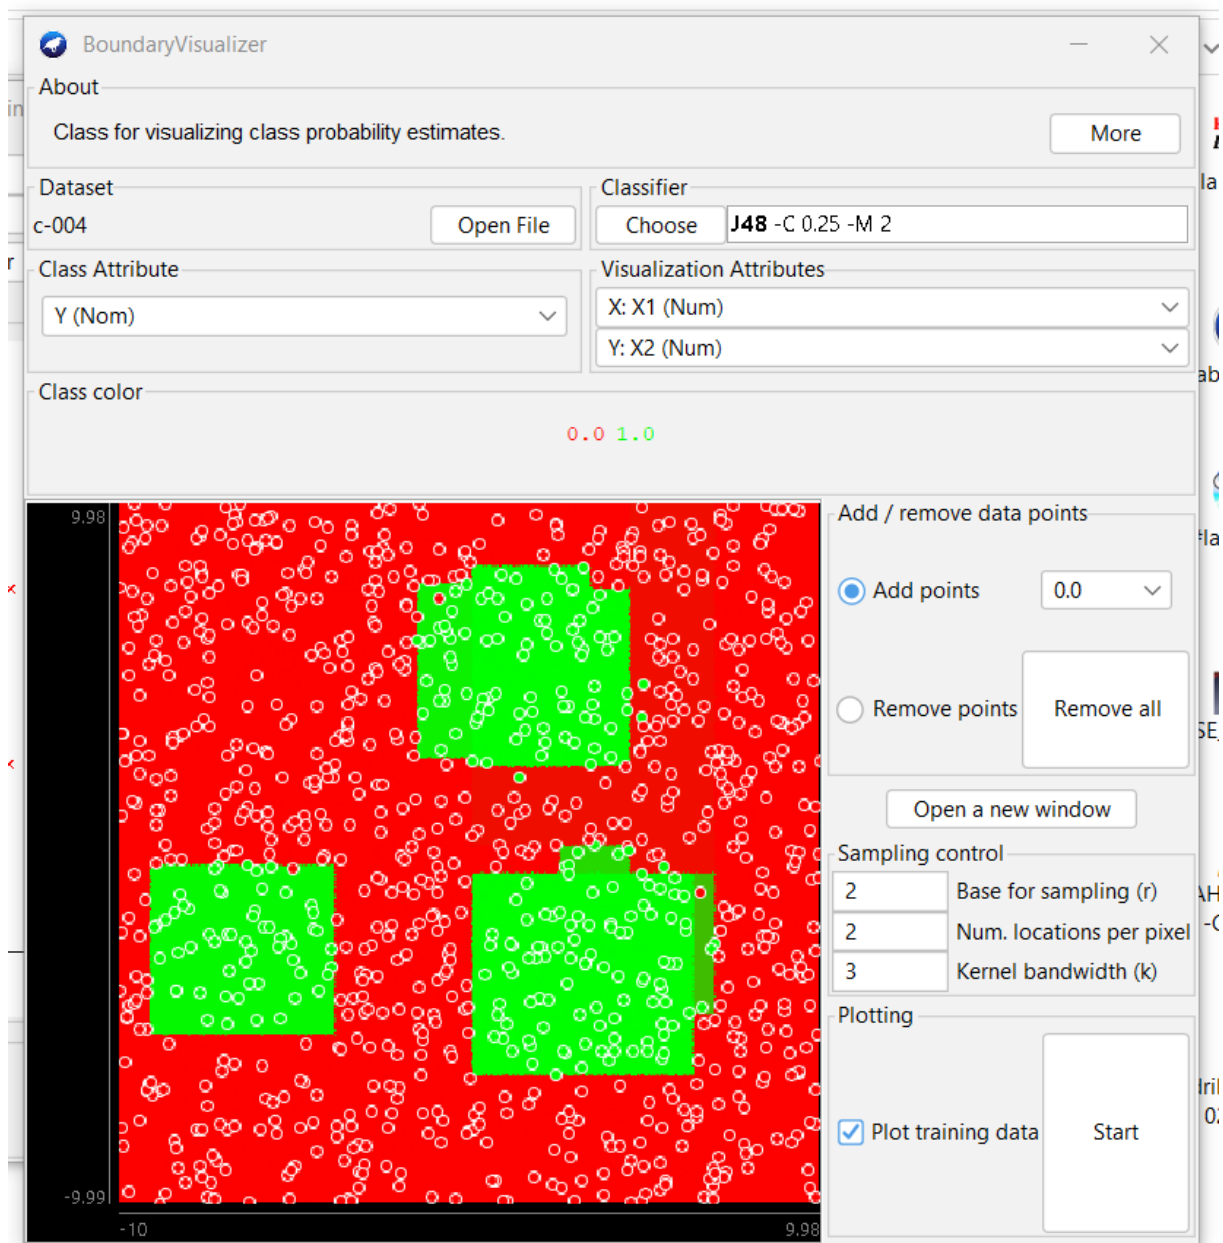 BoundaryVisualizer
About
Class for visualizing class probability estimates.
More
Dataset
c-004
Open File
Classifier
Choose
J48 -C 0.25 -M 2
Class Attribute
Y (Nom)
Visualization Attributes
X: X1 (Num)
Y: X2 (Num)
Class color
0.0 1.0
9.98
-9.99
-10
9.98
Add / remove data points
Add points
0.0
Remove points
Remove all
Open a new window
Sampling control
2
Base for sampling (r)
2
Num. locations per pixel
3
Kernel bandwidth (k)
Plotting
Plot training data
Start